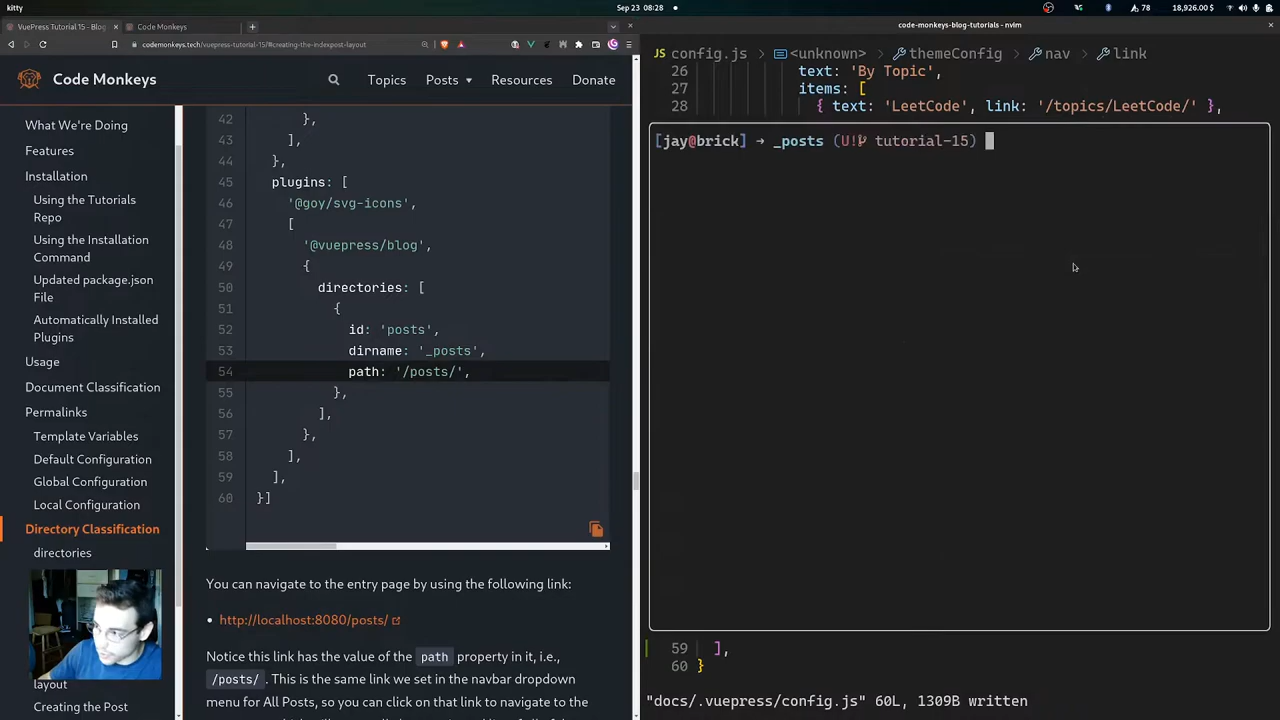 kitty
Sep 23 08:28
78
18,926.00
VuePress Tutorial 15 - Blog
Code Monkeys
codemonkeys.tech/vuepress-tutorial-15/#creating-the-indexpost-layout
Code Monkeys
Topics
Posts
Resources
Donate
What We're Doing
Features
Installation
Using the Tutorials
Repo
Using the Installation
Command
Updated package.json
File
Automatically Installed
Plugins
Usage
Document Classification
Permalinks
Template Variables
Default Configuration
Global Configuration
Local Configuration
Directory Classification
directories
layout
Creating the Post
42 },
43 ],
44 },
45 plugins: [
46 '@goy/svg-icons',
47 [
48 '@vuepress/blog',
49 {
50 directories: [
51 {
52 id: 'posts',
53 dirname: '_posts',
54 path: '/posts/',
55 },
56 ],
57 },
58 ],
59 ],
60 }]
You can navigate to the entry page by using the following link:
• http://localhost:8080/posts/
Notice this link has the value of the path property in it, i.e.,
/posts/ . This is the same link we set in the navbar dropdown
menu for All Posts, so you can click on that link to navigate to the
code-monkeys-blog-tutorials - nvim
JS config.js > <unknown> > themeConfig > nav > link
26 text: 'By Topic',
27 items: [
28 { text: 'LeetCode', link: '/topics/LeetCode/' },
[jay@brick] → _posts (U! tutorial-15)
59 ],
60 }
"docs/.vuepress/config.js" 60L, 1309B written